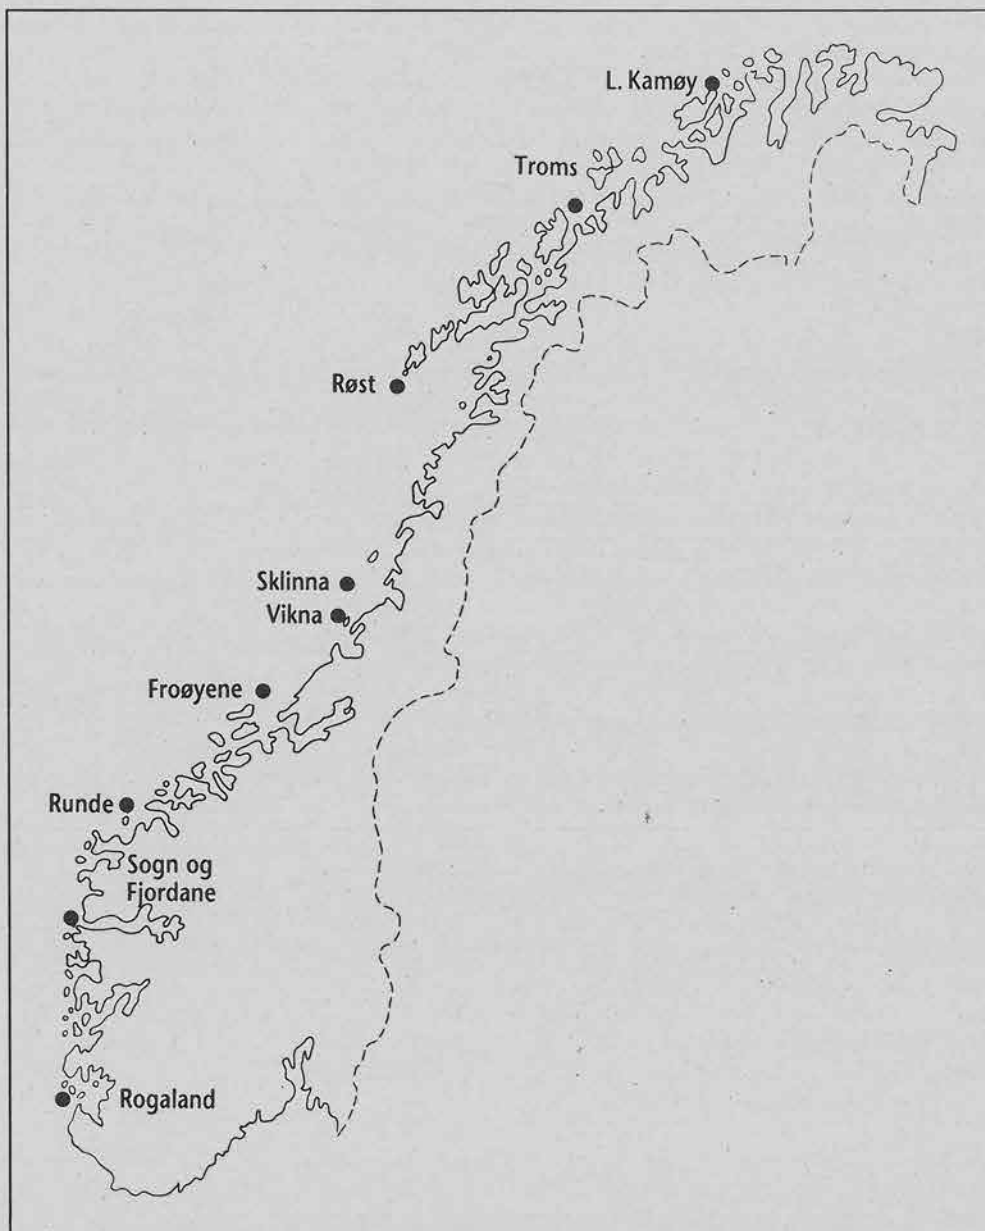 L. Kamøy
Troms
Røst
Sklinna
Vikna
Froøyene
Runde
Sogn og
Fjordane
Rogaland